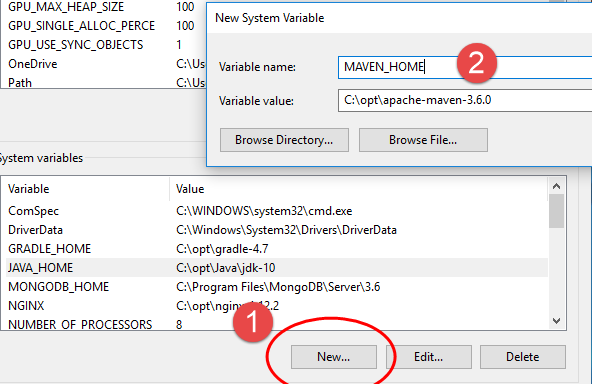 GPU_MAX_HEAP_SIZE 100
GPU_SINGLE_ALLOC_PERCE 100
GPU_USE_SYNC_OBJECTS 1
OneDrive C:\Us
Path C:\Us
New System Variable
Variable name: MAVEN_HOME 2
Variable value: C:\opt\apache-maven-3.6.0
Browse Directory... Browse File...
System variables
Variable Value
ComSpec C:\WINDOWS\system32\cmd.exe
DriverData C:\Windows\System32\Drivers\DriverData
GRADLE_HOME C:\opt\gradle-4.7
JAVA_HOME C:\opt\Java\jdk-10
MONGODB_HOME C:\Program Files\MongoDB\Server\3.6
NGINX C:\opt\nginx 12.2
NUMBER_OF_PROCESSORS 8
1
New... Edit... Delete